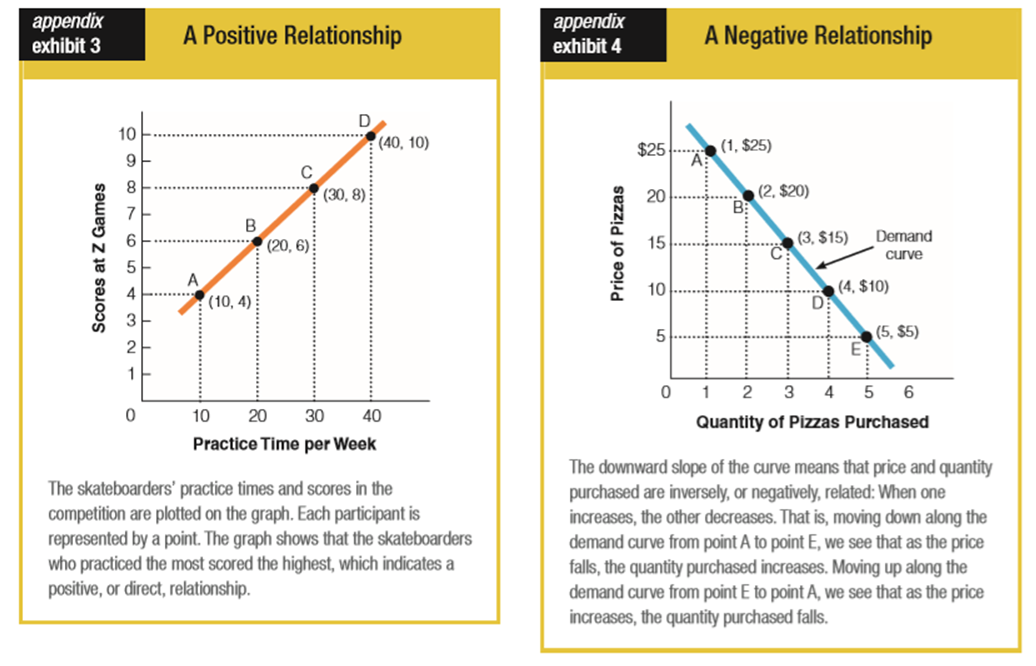 appendix
exhibit 3
A Positive Relationship
Scores at Z Games
10
9
8
7
6
5
4
3
2
1
0
10 20 30 40
D
(40, 10)
C
(30, 8)
B
(20, 6)
A
(10, 4)
Practice Time per Week
The skateboarders' practice times and scores in the
competition are plotted on the graph. Each participant is
represented by a point. The graph shows that the skateboarders
who practiced the most scored the highest, which indicates a
positive, or direct, relationship.
appendix
exhibit 4
A Negative Relationship
Price of Pizzas
$25
20
15
10
5
0 1 2 3 4 5 6
A
(1, $25)
B
(2, $20)
C
(3, $15)
D
(4, $10)
E
(5, $5)
Demand
curve
Quantity of Pizzas Purchased
The downward slope of the curve means that price and quantity
purchased are inversely, or negatively, related: When one
increases, the other decreases. That is, moving down along the
demand curve from point A to point E, we see that as the price
falls, the quantity purchased increases. Moving up along the
demand curve from point E to point A, we see that as the price
increases, the quantity purchased falls.